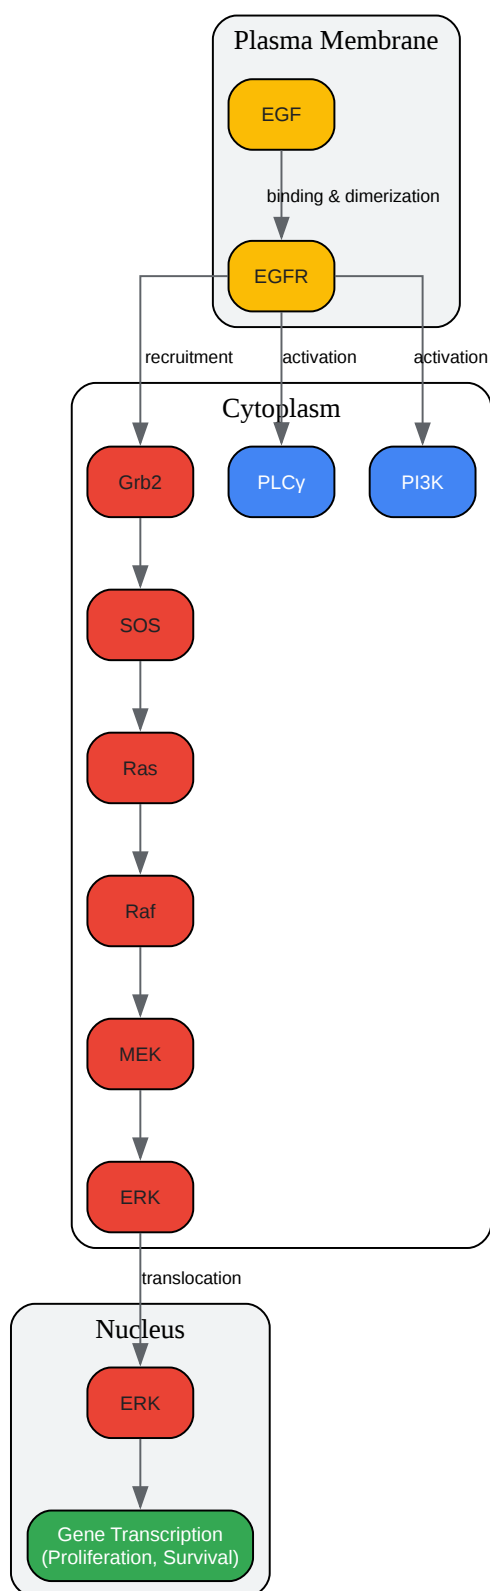 Plasma Membrane
EGF
binding & dimerization
EGFR
recruitment
activation
activation
Cytoplasm
Grb2
PLCγ
PI3K
SOS
Ras
Raf
MEK
ERK
translocation
Nucleus
ERK
Gene Transcription
(Proliferation, Survival)